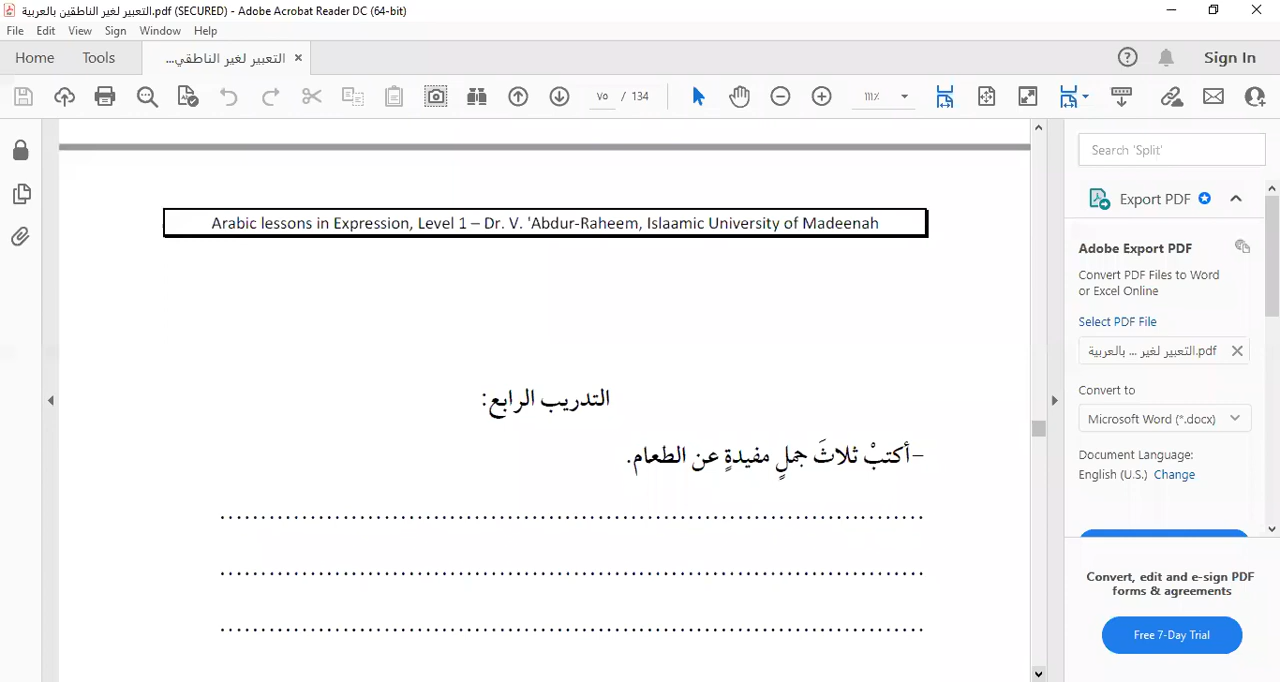 التعبير لغير الناطقين بالعربية.pdf (SECURED) - Adobe Acrobat Reader DC (64-bit)
File Edit View Sign Window Help
Home Tools التعبير لغير الناطقي... × Sign In
٧٥ / 134 ١١١٪
Search 'Split'
Export PDF
Adobe Export PDF
Convert PDF Files to Word
or Excel Online
Select PDF File
التعبير لغير ... بالعربية.pdf
Convert to
Microsoft Word (*.docx)
Document Language:
English (U.S.) Change
Convert, edit and e-sign PDF
forms & agreements
Free 7-Day Trial
Arabic lessons in Expression, Level 1 – Dr. V. 'Abdur-Raheem, Islaamic University of Madeenah
التدريب الرابع:
–أكتبْ ثلاثَ جملٍ مفيدةٍ عن الطعام.
................................................................................
................................................................................
................................................................................